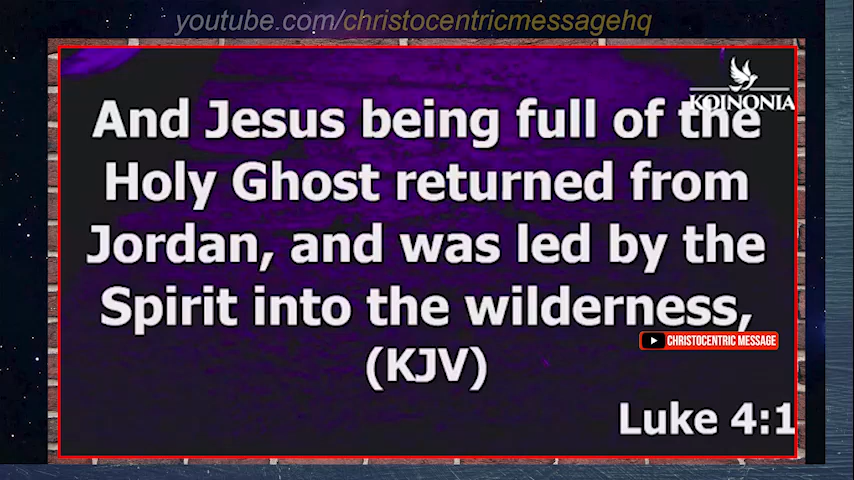 youtube.com/christocentricmessagehq
KOINONIA
And Jesus being full of the
Holy Ghost returned from
Jordan, and was led by the
Spirit into the wilderness,
CHRISTOCENTRIC MESSAGE
(KJV)
Luke 4:1